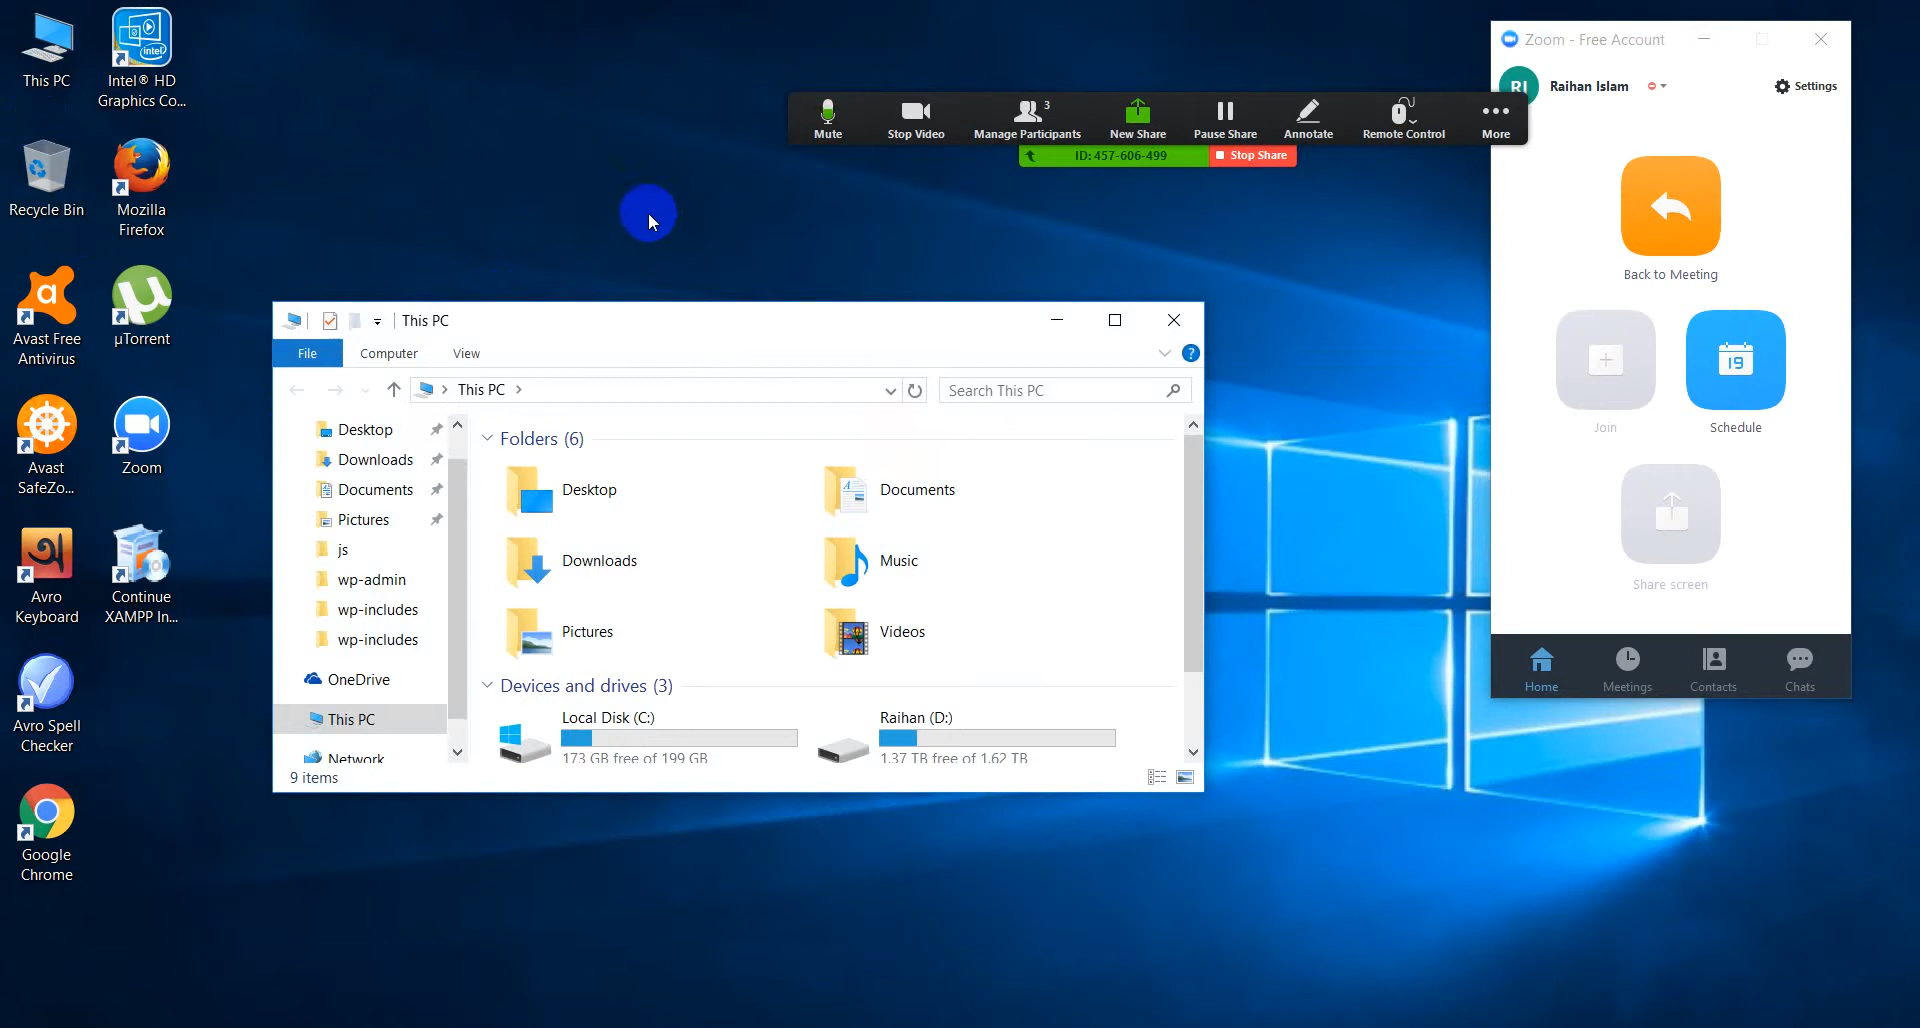 This PC
Intel® HD
Graphics Co...
Recycle Bin
Mozilla
Firefox
Avast Free
Antivirus
µTorrent
Avast
SafeZo...
Zoom
Avro
Keyboard
Continue
XAMPP In...
Avro Spell
Checker
Google
Chrome
Mute
Stop Video
Manage Participants
3
New Share
Pause Share
Annotate
Remote Control
More
ID: 457-606-499
Stop Share
This PC
File
Computer
View
This PC
Search This PC
Desktop
Downloads
Documents
Pictures
js
wp-admin
wp-includes
wp-includes
OneDrive
This PC
Network
Folders (6)
Desktop
Documents
Downloads
Music
Pictures
Videos
Devices and drives (3)
Local Disk (C:)
173 GB free of 199 GB
Raihan (D:)
1.37 TB free of 1.62 TB
9 items
Zoom - Free Account
RI
Raihan Islam
Settings
Back to Meeting
Join
19
Schedule
Share screen
Home
Meetings
Contacts
Chats